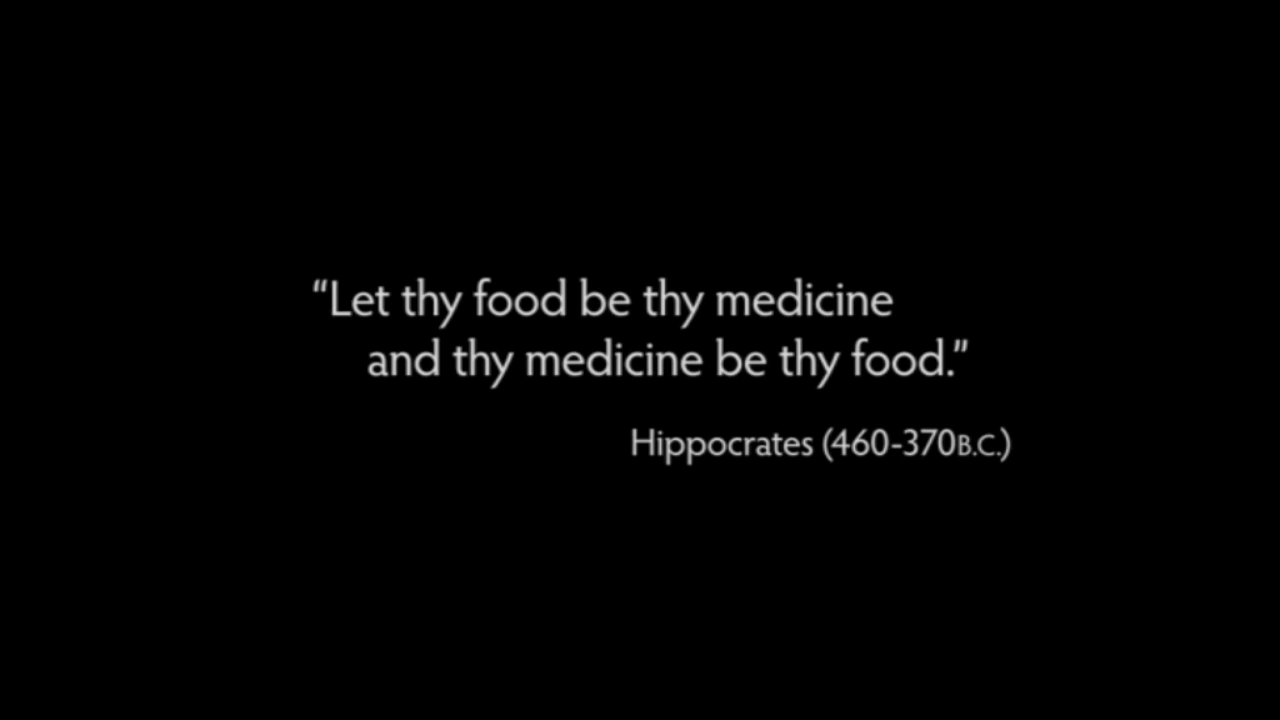 “Let thy food be thy medicine
and thy medicine be thy food.”
Hippocrates (460-370B.C.)